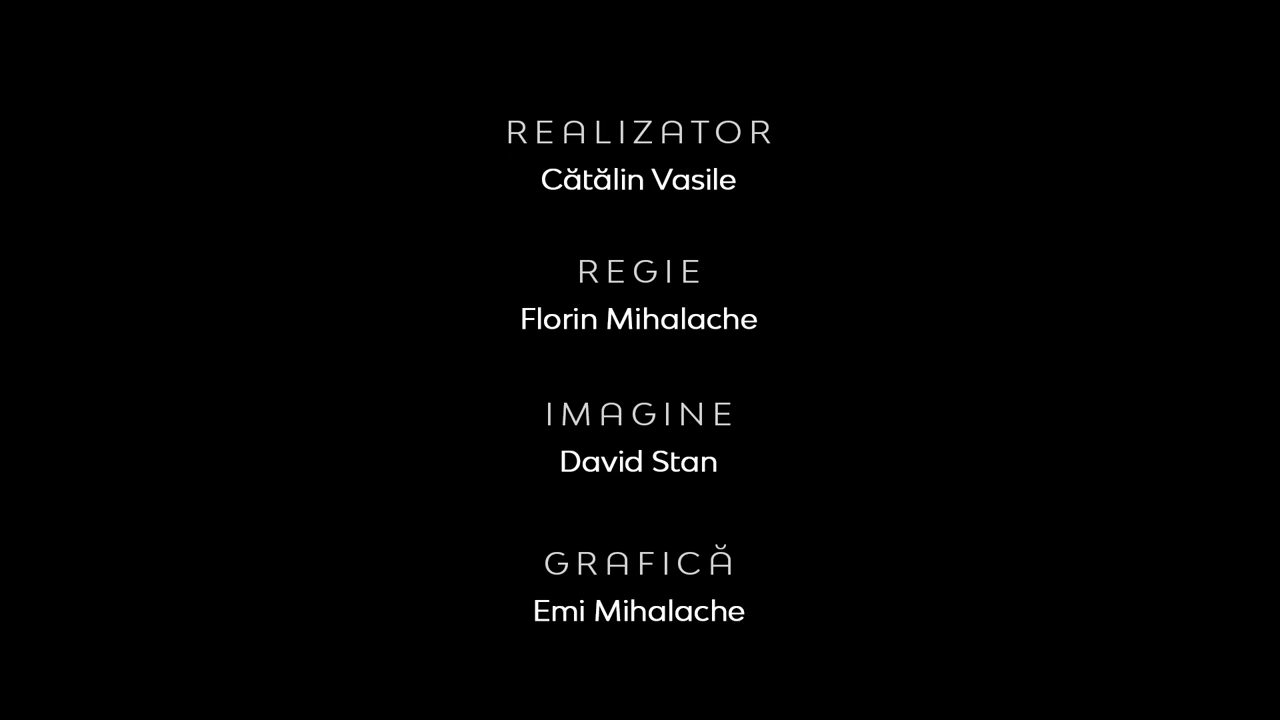 REALIZATOR
Cătălin Vasile
REGIE
Florin Mihalache
IMAGINE
David Stan
GRAFICĂ
Emi Mihalache